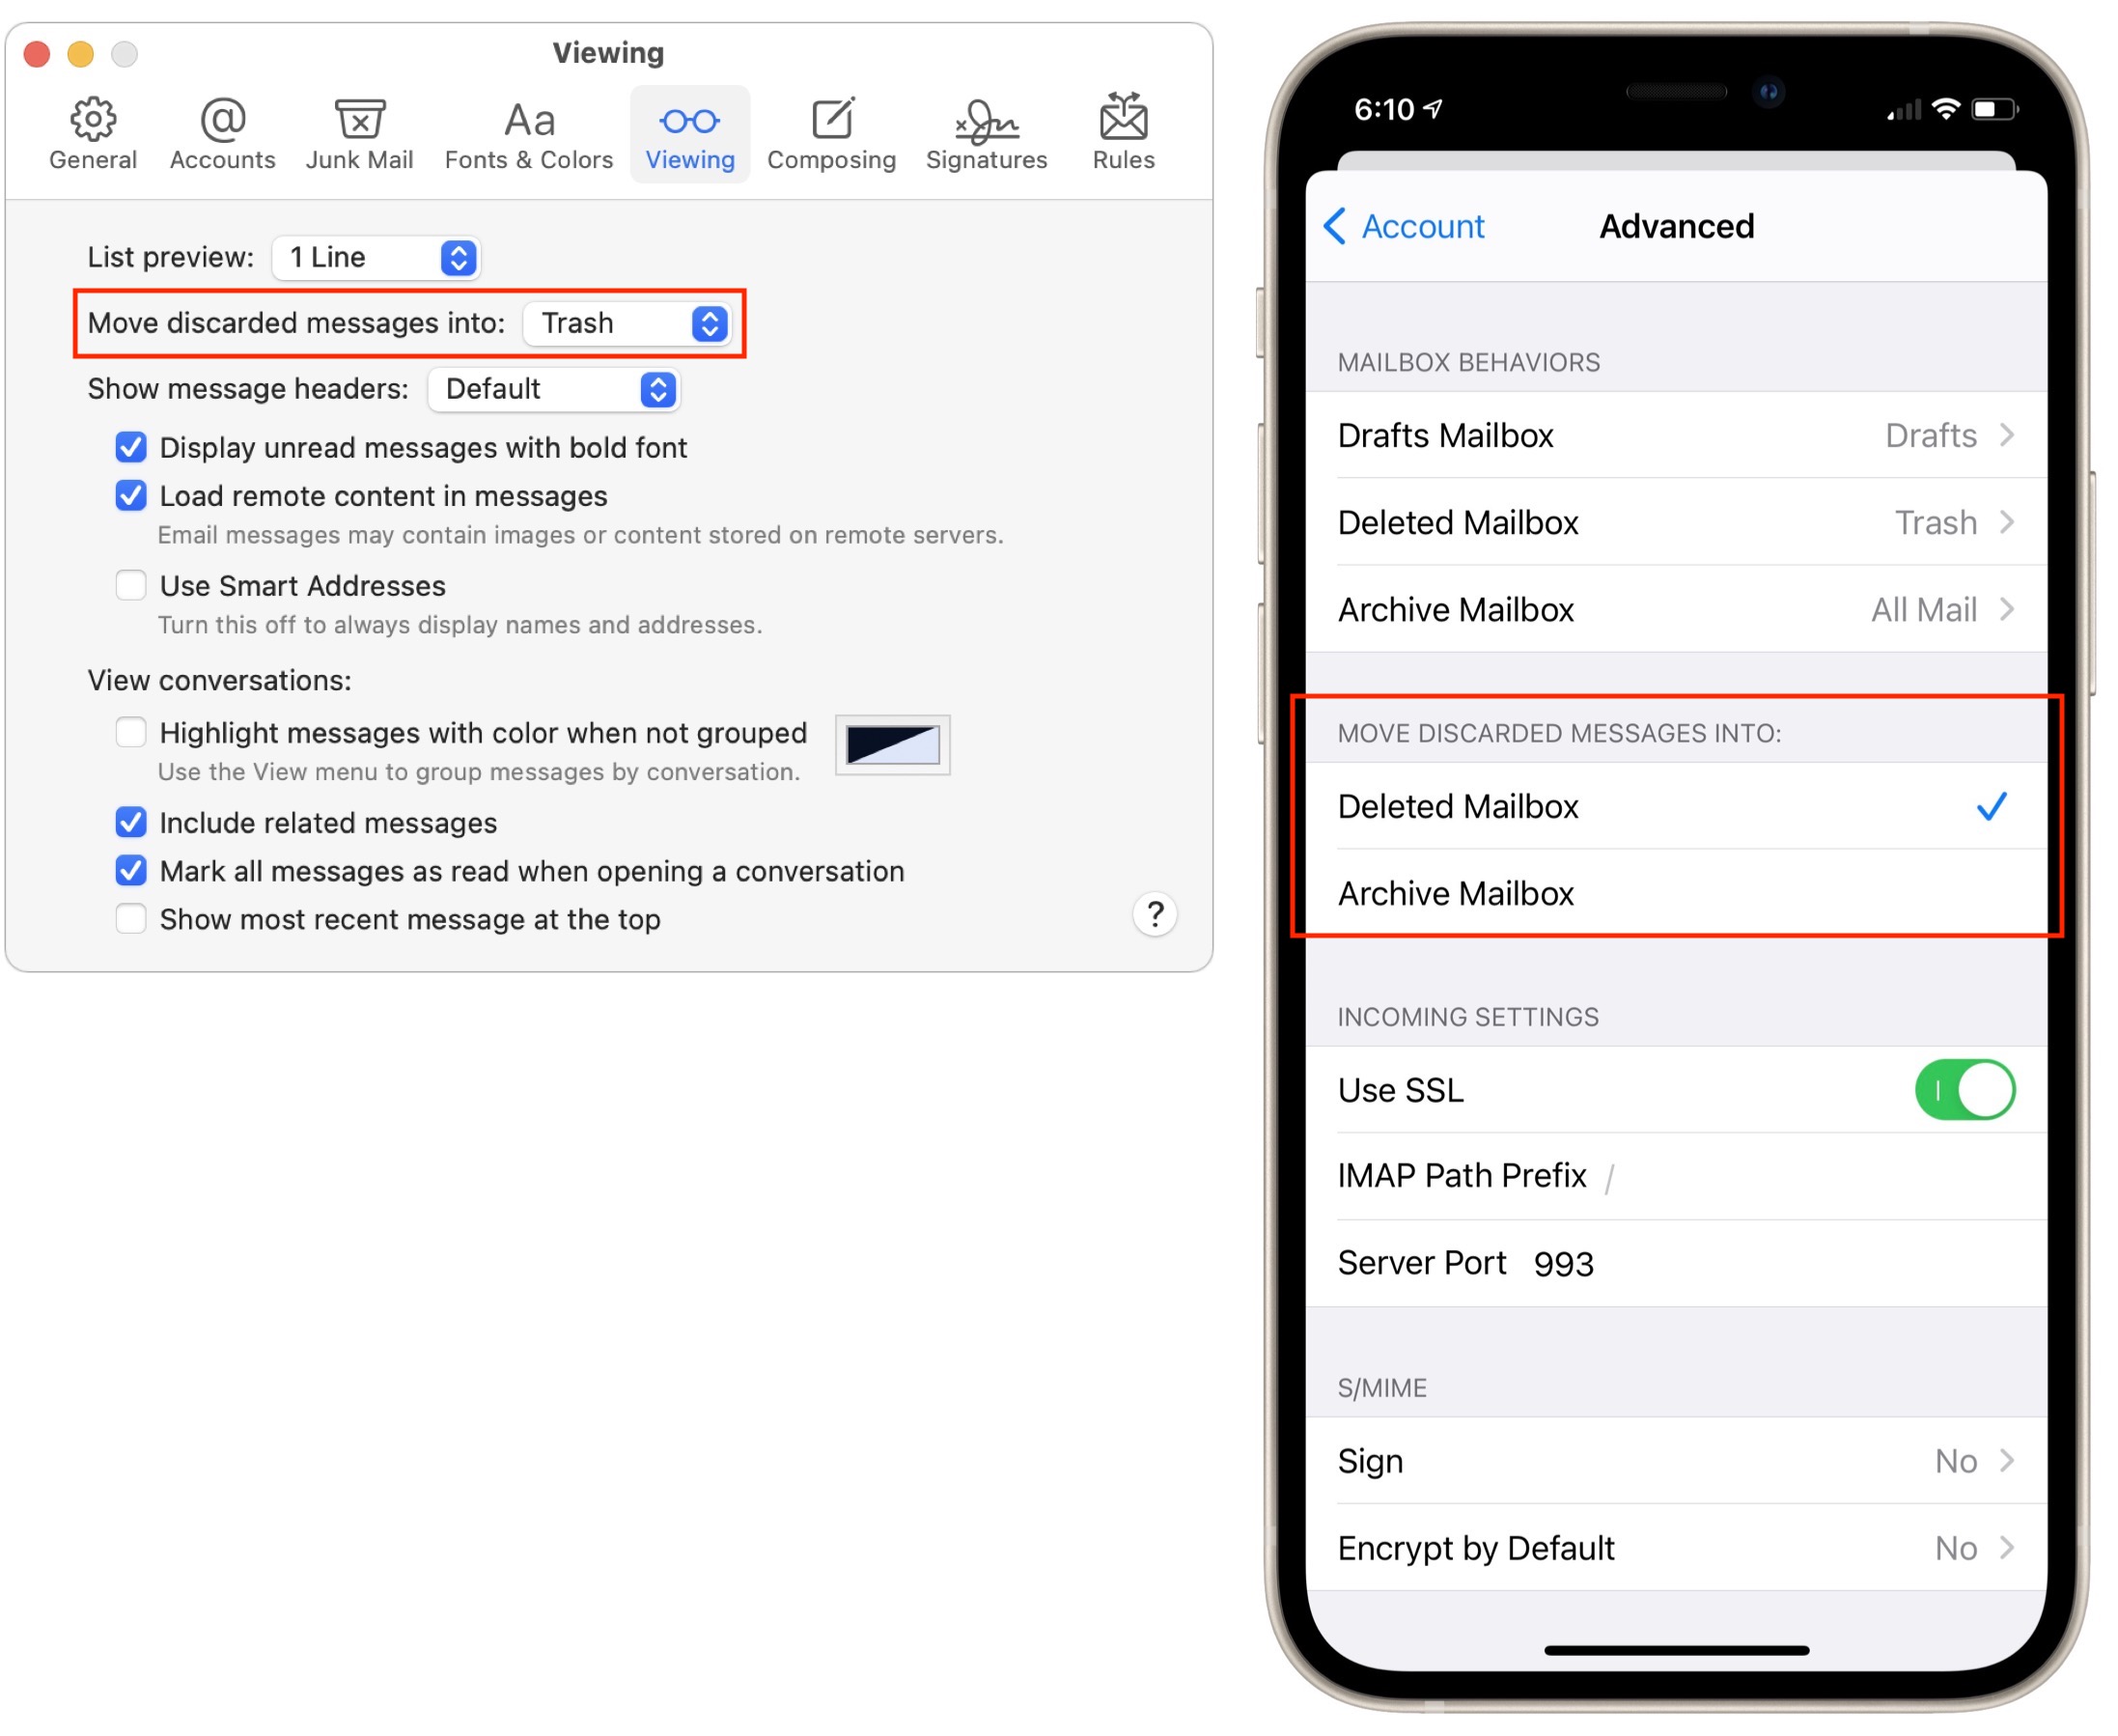 Viewing
General
Accounts
Junk Mail
Aa
Fonts & Colors
Viewing
Composing
Signatures
Rules
List preview: 1 Line
Move discarded messages into: Trash
Show message headers: Default
Display unread messages with bold font
Load remote content in messages
Email messages may contain images or content stored on remote servers.
Use Smart Addresses
Turn this off to always display names and addresses.
View conversations:
Highlight messages with color when not grouped
Use the View menu to group messages by conversation.
Include related messages
Mark all messages as read when opening a conversation
Show most recent message at the top
?
6:10
Account
Advanced
MAILBOX BEHAVIORS
Drafts Mailbox Drafts
Deleted Mailbox Trash
Archive Mailbox All Mail
MOVE DISCARDED MESSAGES INTO:
Deleted Mailbox
Archive Mailbox
INCOMING SETTINGS
Use SSL
IMAP Path Prefix /
Server Port 993
S/MIME
Sign No
Encrypt by Default No